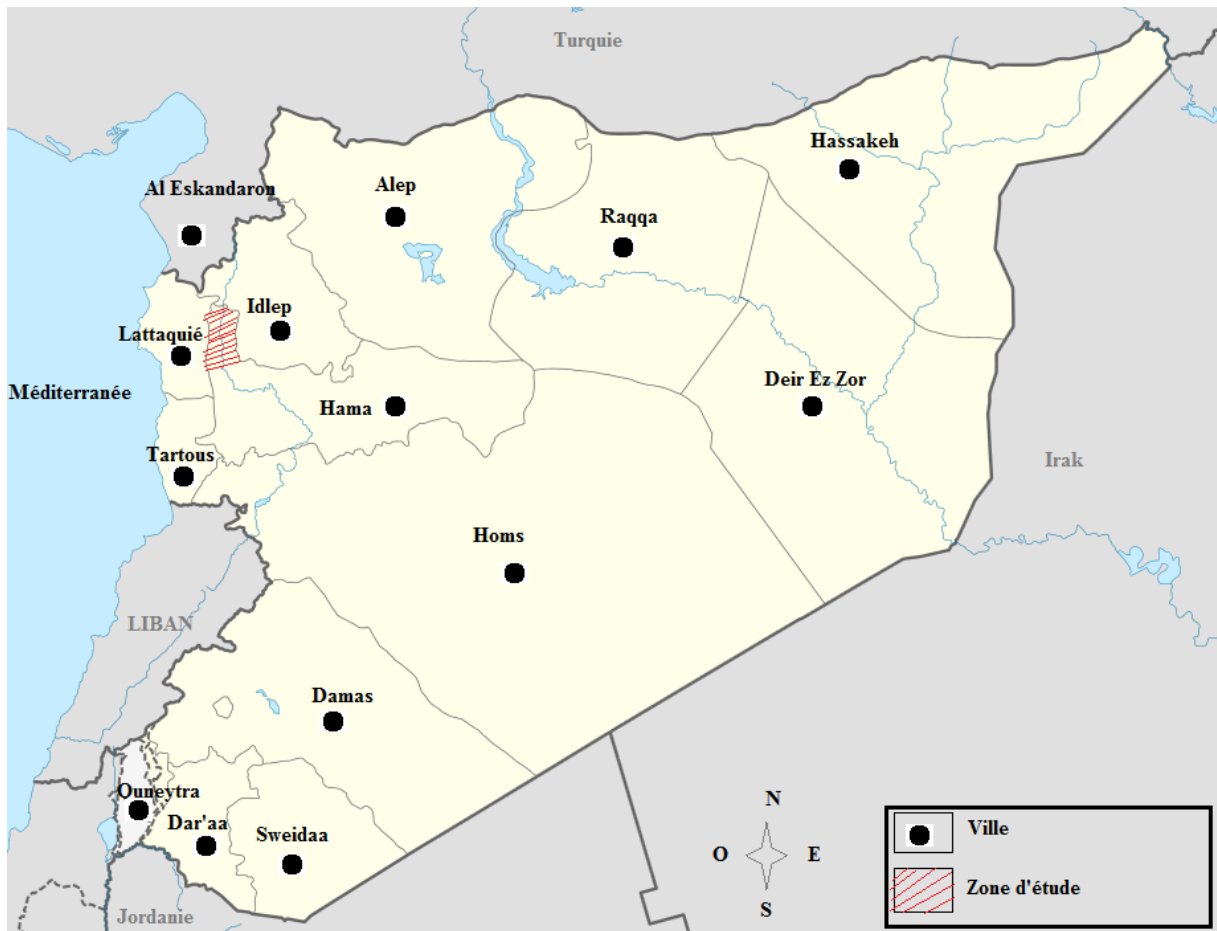 Turquie
Hassakeh
Al Eskandaron
Alep
Raqqa
Idlep
Lattaquié
Deir Ez Zor
Méditerranée
Hama
Tartous
Irak
Homs
LIBAN
Damas
Ouneytra
Dar'aa
Sweidaa
Jordanie
N
O
E
S
Ville
Zone d'étude